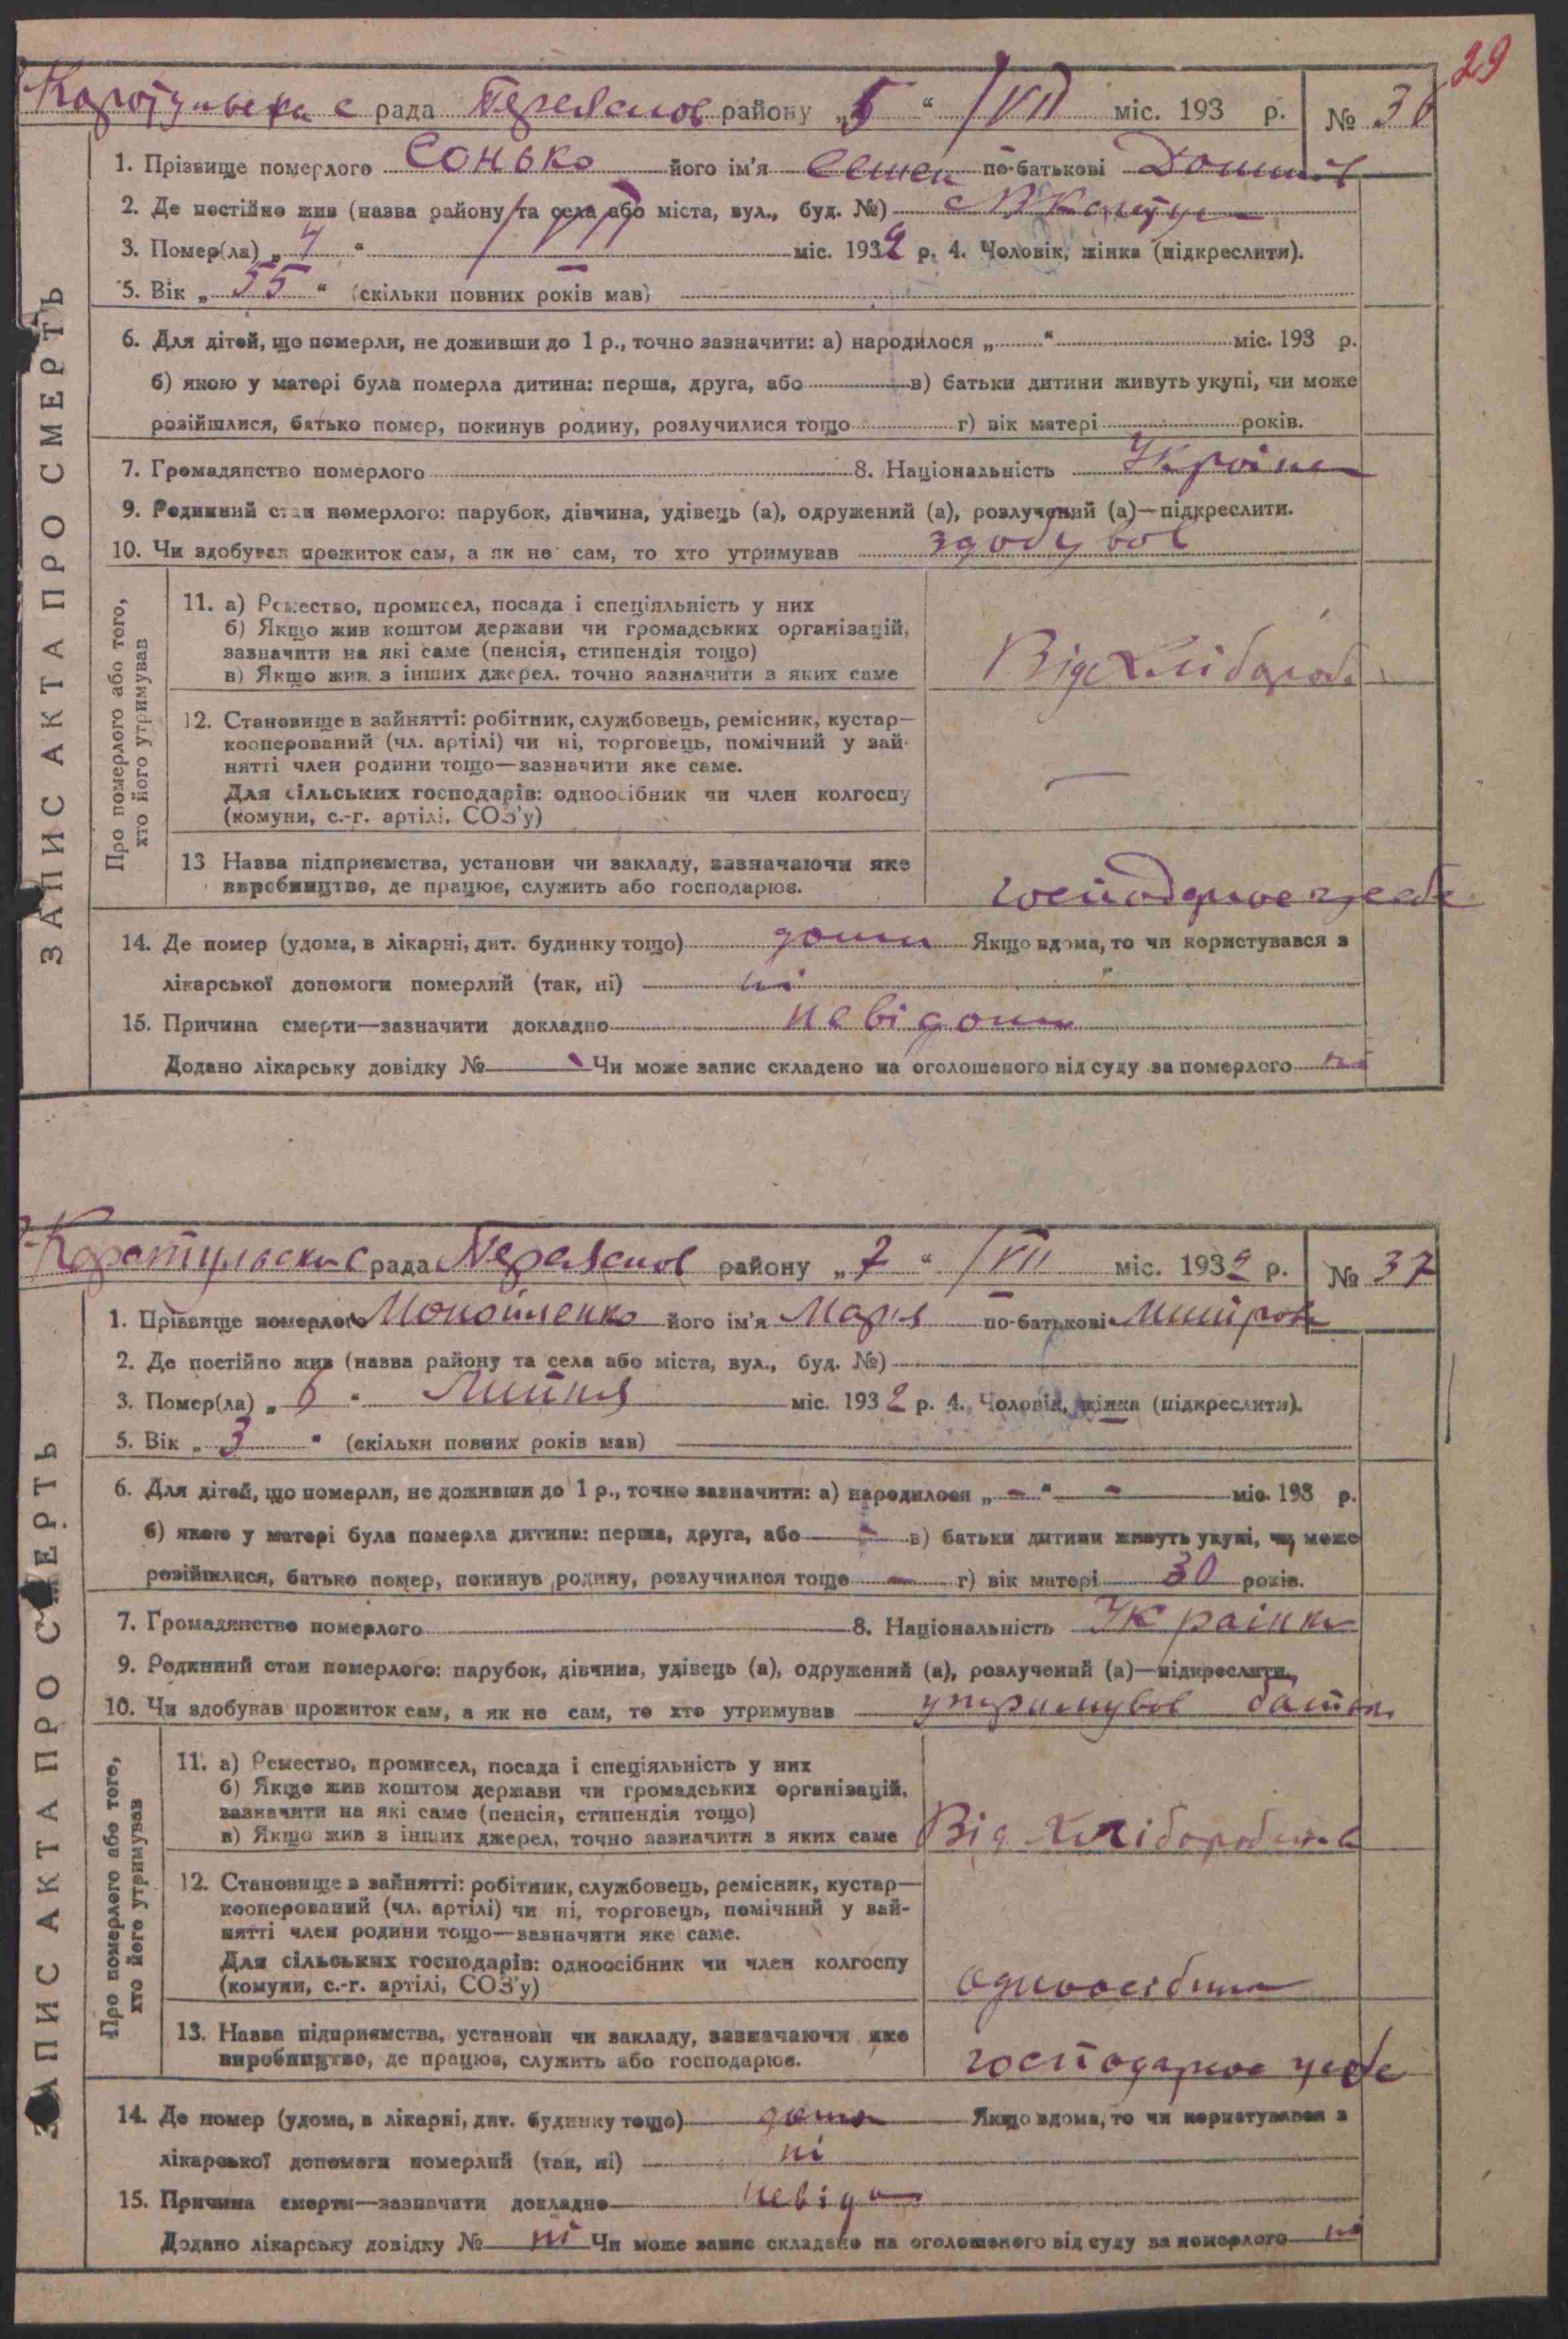 29
Каратульська с рада Переяслов району „5“ /VII міс. 193 р. № 36
1. Прізвище померлого Сонько його ім'я Семен по-батькові
2. Де постійно жив (назва району та села або міста, вул., буд. №)
3. Помер(ла) „4“ /VII міс. 1932 р. 4. Чоловік, жінка (підкреслити).
5. Вік „55“ (скільки повних років мав)
6. Для дітей, що померли, не доживши до 1 р., точно зазначити: а) народилося „ “ міс. 193 р.
б) якою у матері була померла дитина: перша, друга, або в) батьки дитини живуть укупі, чи може
розійшлися, батько помер, покинув родину, розлучилися тощо г) вік матері років.
7. Громадянство померлого 8. Національність Україн
9. Родинний стан померлого: парубок, дівчина, удівець (а), одружений (а), розлучений (а)—підкреслити.
10. Чи здобував прожиток сам, а як не сам, то хто утримував здобував
ЗАПИС АКТА ПРО СМЕРТЬ
Про померлого або того,
хто його утримував
11. а) Ремество, промисел, посада і спеціяльність у них
б) Якщо жив коштом держави чи громадських організацій,
зазначити на які саме (пенсія, стипендія тощо)
в) Якщо жив з інших джерел, точно зазначити з яких саме Від хлібороб
12. Становище в зайнятті: робітник, службовець, ремісник, кустар—
кооперований (чл. артілі) чи ні, торговець, помічний у зай-
нятті член родини тощо—зазначити яке саме.
Для сільських господарів: одноосібник чи член колгоспу
(комуни, с.-г. артілі, СОЗ'у) —
13 Назва підприємства, установи чи закладу, зазначаючи яке
виробництво, де працює, служить або господарює. господарює у себе
14. Де помер (удома, в лікарні, дит. будинку тощо) дома Якщо вдома, то чи користувався з
лікарської допомоги померлий (так, ні) ні
15. Причина смерти—зазначити докладно невідома
Додано лікарську довідку № Чи може запис складено на оголошеного від суду за померлого ні
Каратульська с рада Переяслов району „7“ /VII міс. 1932 р. № 37
1. Прізвище померлого його ім'я Марія по-батькові
2. Де постійно жив (назва району та села або міста, вул., буд. №)
3. Помер(ла) „6“ Липня міс. 1932 р. 4. Чоловік, жінка (підкреслити).
5. Вік „3“ (скільки повних років мав)
6. Для дітей, що померли, не доживши до 1 р., точно зазначити: а) народилося „-“ - міс. 193 р.
б) якою у матері була померла дитина: перша, друга, або - в) батьки дитини живуть укупі, чи може
розійшлися, батько помер, покинув родину, розлучилися тощо - г) вік матері 30 років.
7. Громадянство померлого 8. Національність Українка
9. Родинний стан померлого: парубок, дівчина, удівець (а), одружений (а), розлучений (а)—підкреслити.
10. Чи здобував прожиток сам, а як не сам, то хто утримував утримував батько
ЗАПИС АКТА ПРО СМЕРТЬ
Про померлого або того,
хто його утримував
11. а) Ремество, промисел, посада і спеціяльність у них
б) Якщо жив коштом держави чи громадських організацій,
зазначити на які саме (пенсія, стипендія тощо)
в) Якщо жив з інших джерел, точно зазначити з яких саме Від хліборобства
12. Становище в зайнятті: робітник, службовець, ремісник, кустар—
кооперований (чл. артілі) чи ні, торговець, помічний у зай-
нятті член родини тощо—зазначити яке саме.
Для сільських господарів: одноосібник чи член колгоспу
(комуни, с.-г. артілі, СОЗ'у) одноосібник
13. Назва підприємства, установи чи закладу, зазначаючи яке
виробництво, де працює, служить або господарює. господарює у себе
14. Де помер (удома, в лікарні, дит. будинку тощо) дома Якщо вдома, то чи користувався з
лікарської допомоги померлий (так, ні) ні
15. Причина смерти—зазначити докладно невідома
Додано лікарську довідку № ні Чи може запис складено на оголошеного від суду за померлого ні